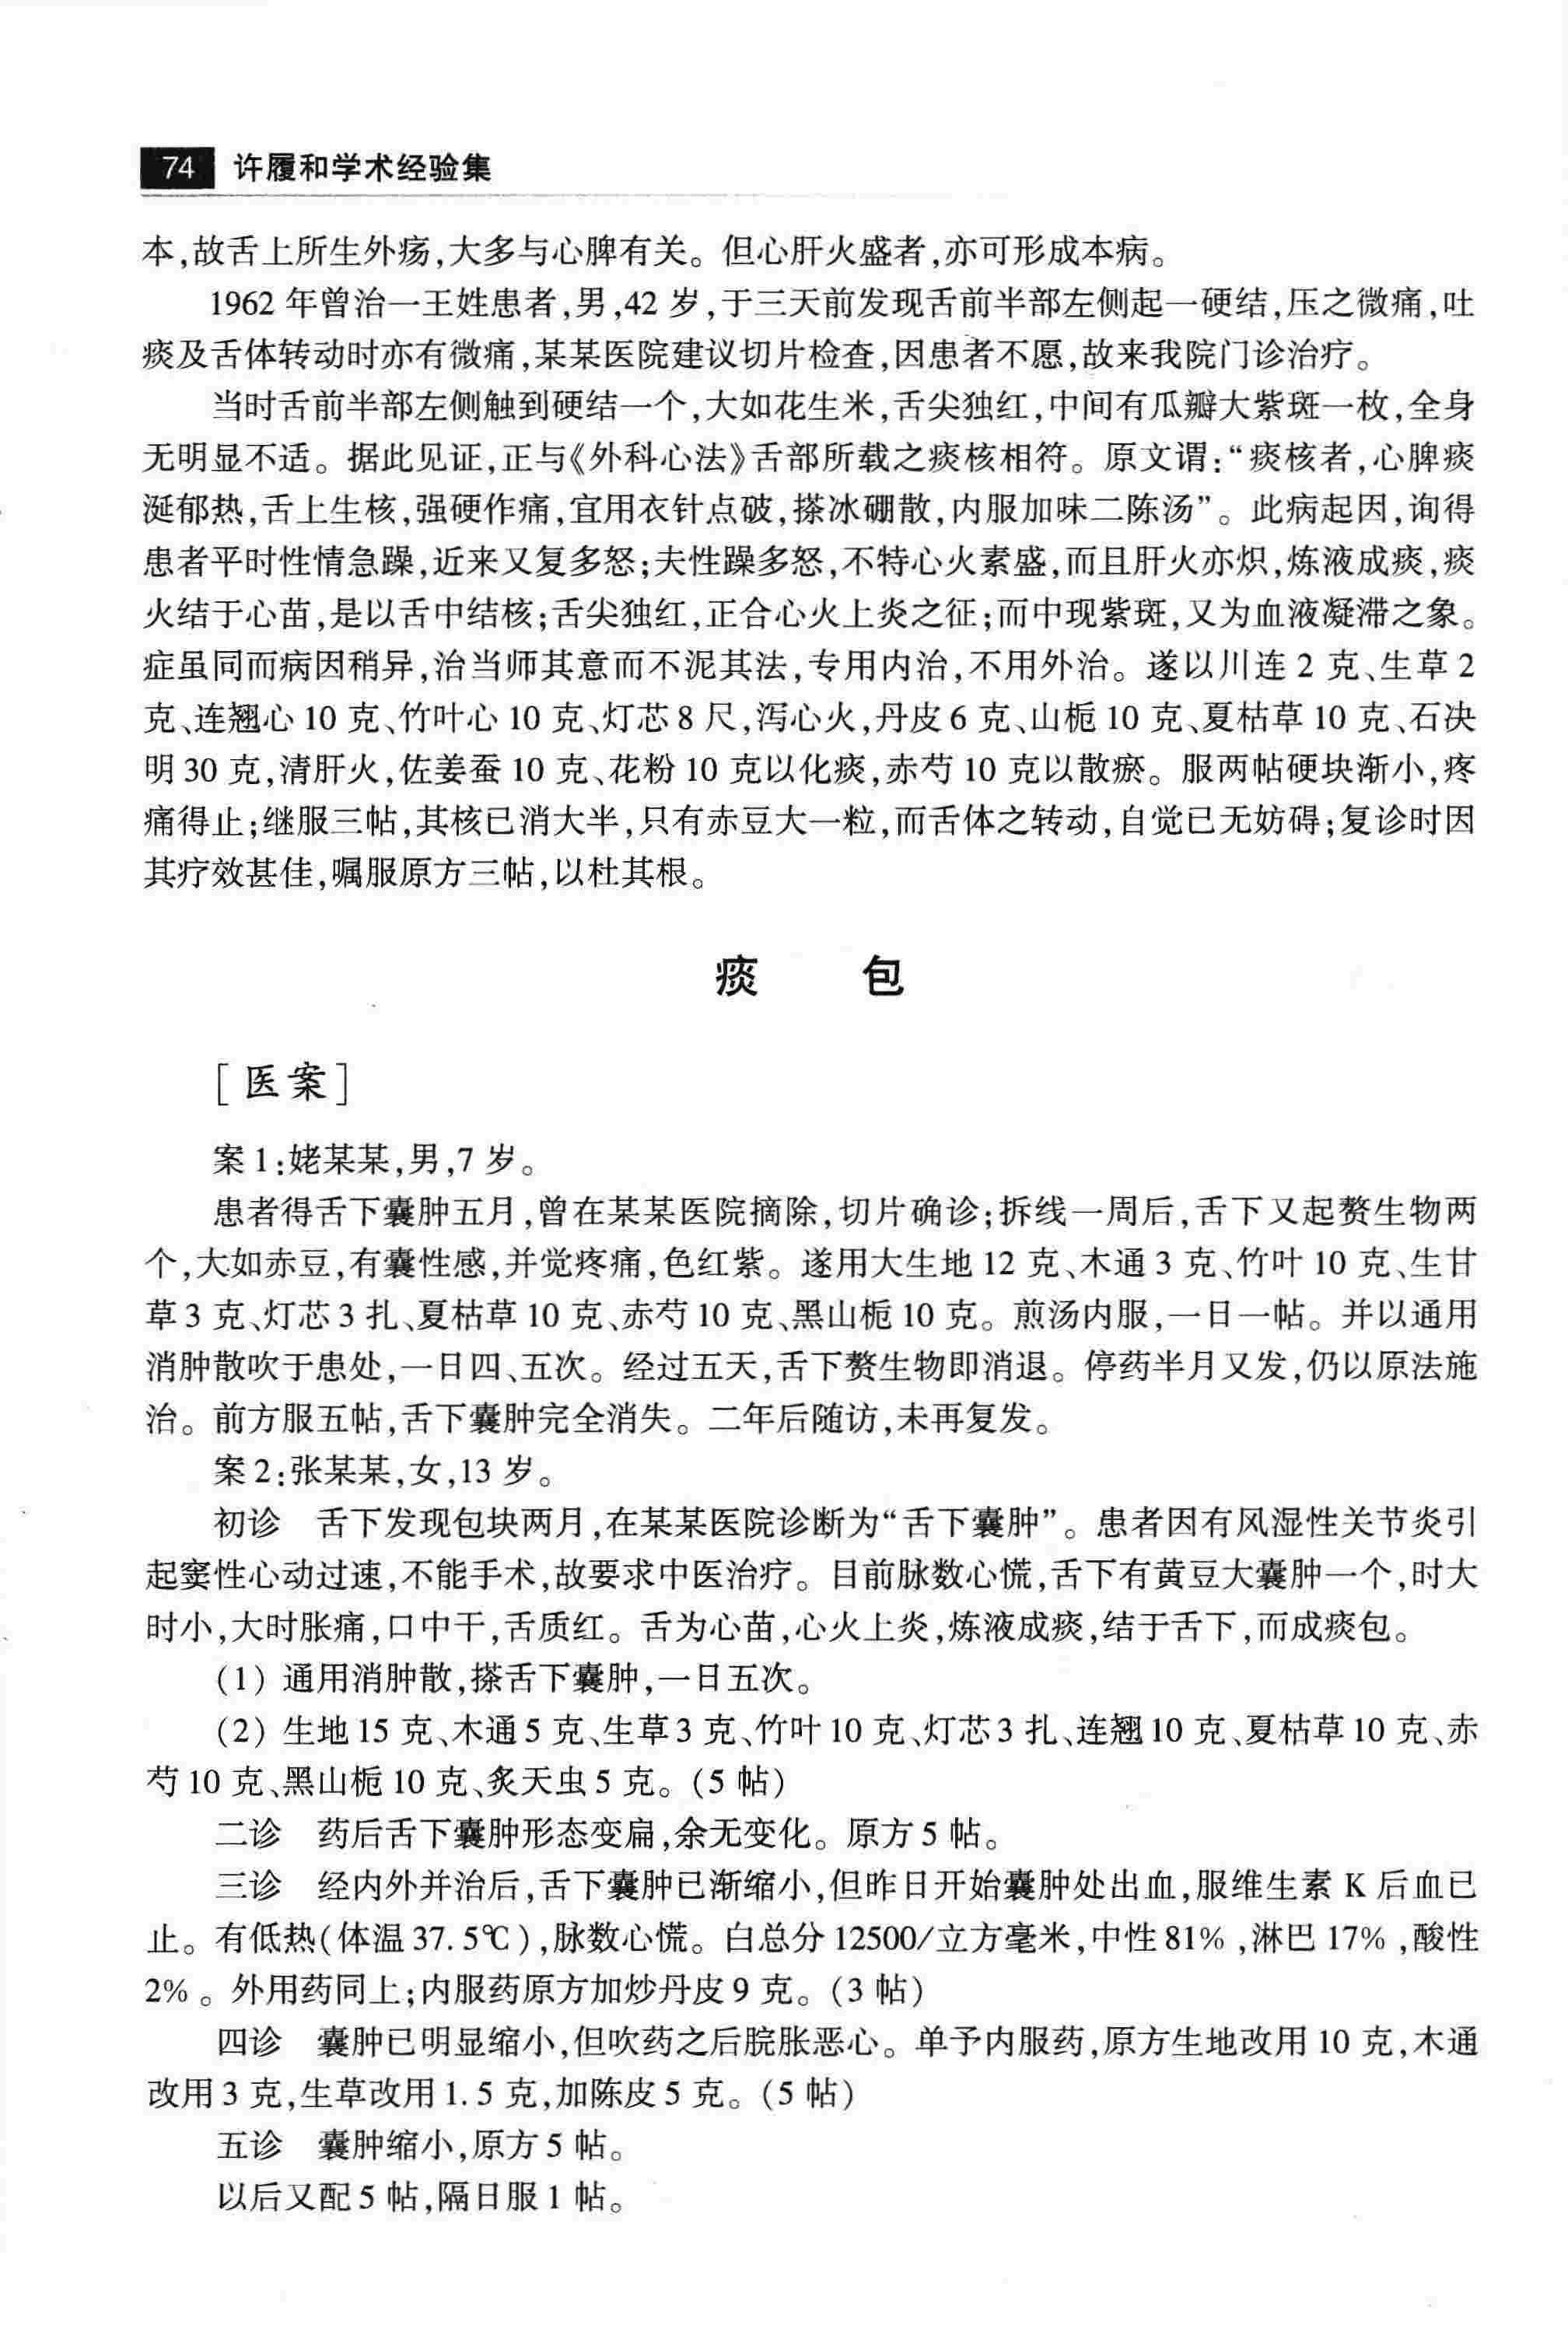 74 许履和学术经验集
本,故舌上所生外疡,大多与心脾有关。但心肝火盛者,亦可形成本病。
1962 年曾治一王姓患者,男,42 岁,于三天前发现舌前半部左侧起一硬结,压之微痛,吐
痰及舌体转动时亦有微痛,某某医院建议切片检查,因患者不愿,故来我院门诊治疗。
当时舌前半部左侧触到硬结一个,大如花生米,舌尖独红,中间有瓜瓣大紫斑一枚,全身
无明显不适。据此见证,正与《外科心法》舌部所载之痰核相符。原文谓:“痰核者,心脾痰
涎郁热,舌上生核,强硬作痛,宜用衣针点破,搽冰硼散,内服加味二陈汤”。此病起因,询得
患者平时性情急躁,近来又复多怒;夫性躁多怒,不特心火素盛,而且肝火亦炽,炼液成痰,痰
火结于心苗,是以舌中结核;舌尖独红,正合心火上炎之征;而中现紫斑,又为血液凝滞之象。
症虽同而病因稍异,治当师其意而不泥其法,专用内治,不用外治。遂以川连 2 克、生草 2
克、连翘心 10 克、竹叶心 10 克、灯芯 8 尺,泻心火,丹皮 6 克、山栀 10 克、夏枯草 10 克、石决
明 30 克,清肝火,佐姜蚕 10 克、花粉 10 克以化痰,赤芍 10 克以散瘀。服两帖硬块渐小,疼
痛得止;继服三帖,其核已消大半,只有赤豆大一粒,而舌体之转动,自觉已无妨碍;复诊时因
其疗效甚佳,嘱服原方三帖,以杜其根。
痰 包
[医案]
案 1:姥某某,男,7 岁。
患者得舌下囊肿五月,曾在某某医院摘除,切片确诊;拆线一周后,舌下又起赘生物两
个,大如赤豆,有囊性感,并觉疼痛,色红紫。遂用大生地 12 克、木通 3 克、竹叶 10 克、生甘
草 3 克、灯芯 3 扎、夏枯草 10 克、赤芍 10 克、黑山栀 10 克。煎汤内服,一日一帖。并以通用
消肿散吹于患处,一日四、五次。经过五天,舌下赘生物即消退。停药半月又发,仍以原法施
治。前方服五帖,舌下囊肿完全消失。二年后随访,未再复发。
案 2:张某某,女,13 岁。
初诊 舌下发现包块两月,在某某医院诊断为“舌下囊肿”。患者因有风湿性关节炎引
起窦性心动过速,不能手术,故要求中医治疗。目前脉数心慌,舌下有黄豆大囊肿一个,时大
时小,大时胀痛,口中干,舌质红。舌为心苗,心火上炎,炼液成痰,结于舌下,而成痰包。
(1) 通用消肿散,搽舌下囊肿,一日五次。
(2) 生地 15 克、木通 5 克、生草 3 克、竹叶 10 克、灯芯 3 扎、连翘 10 克、夏枯草 10 克、赤
芍 10 克、黑山栀 10 克、炙天虫 5 克。(5 帖)
二诊 药后舌下囊肿形态变扁,余无变化。原方 5 帖。
三诊 经内外并治后,舌下囊肿已渐缩小,但昨日开始囊肿处出血,服维生素 K 后血已
止。有低热(体温 37.5℃),脉数心慌。白总分 12500/立方毫米,中性 81%,淋巴 17%,酸性
2%。外用药同上;内服药原方加炒丹皮 9 克。(3 帖)
四诊 囊肿已明显缩小,但吹药之后脘胀恶心。单予内服药,原方生地改用 10 克,木通
改用 3 克,生草改用 1.5 克,加陈皮 5 克。(5 帖)
五诊 囊肿缩小,原方 5 帖。
以后又配 5 帖,隔日服 1 帖。